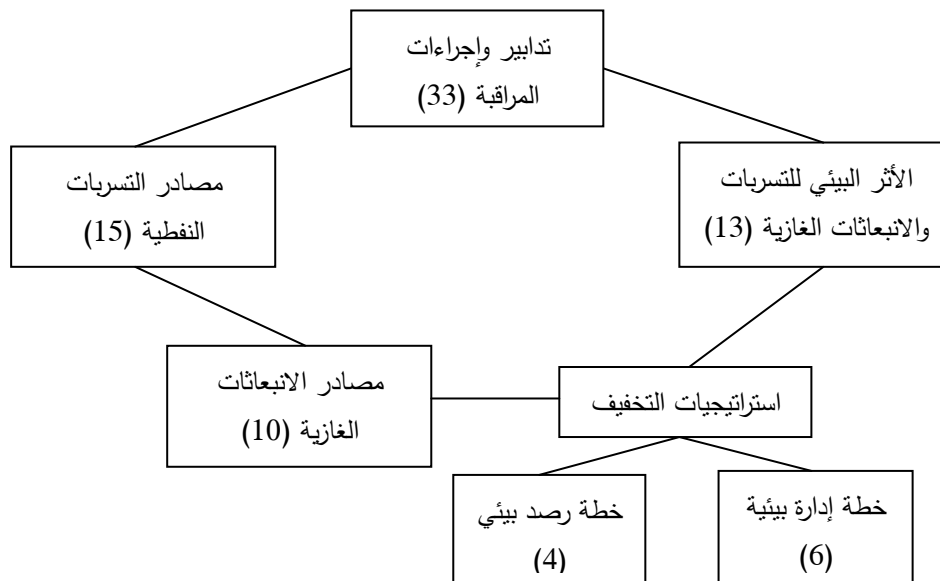 تدابير وإجراءات
المراقبة (33)
مصادر التسربات
النفطية (15)
الأثر البيئي للتسربات
والانبعاثات الغازية (13)
مصادر الانبعاثات
الغازية (10)
استراتيجيات التخفيف
خطة رصد بيئي
(4)
خطة إدارة بيئية
(6)